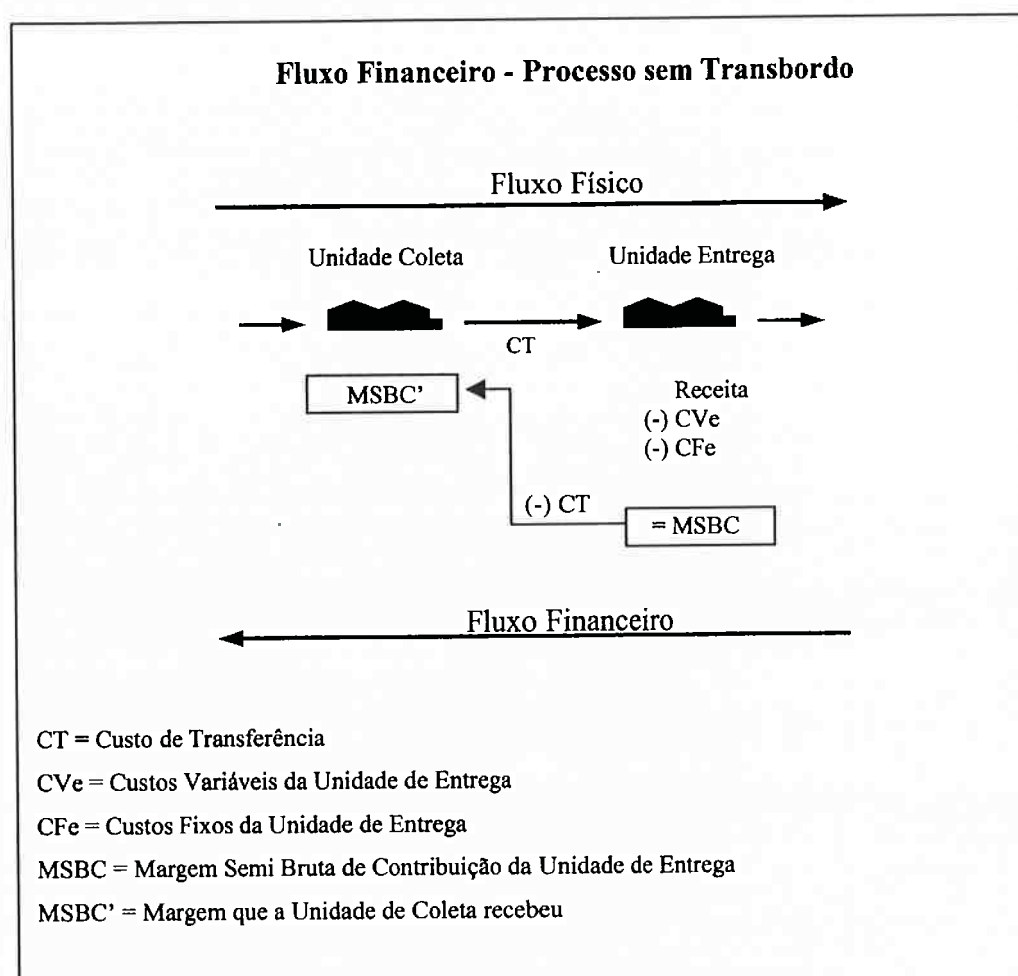 Fluxo Financeiro - Processo sem Transbordo
Fluxo Físico
Unidade Coleta
Unidade Entrega
CT
MSBC’
Receita
(-) CVe
(-) CFe
(-) CT
= MSBC
Fluxo Financeiro
CT = Custo de Transferência
CVe = Custos Variáveis da Unidade de Entrega
CFe = Custos Fixos da Unidade de Entrega
MSBC = Margem Semi Bruta de Contribuição da Unidade de Entrega
MSBC’ = Margem que a Unidade de Coleta recebeu